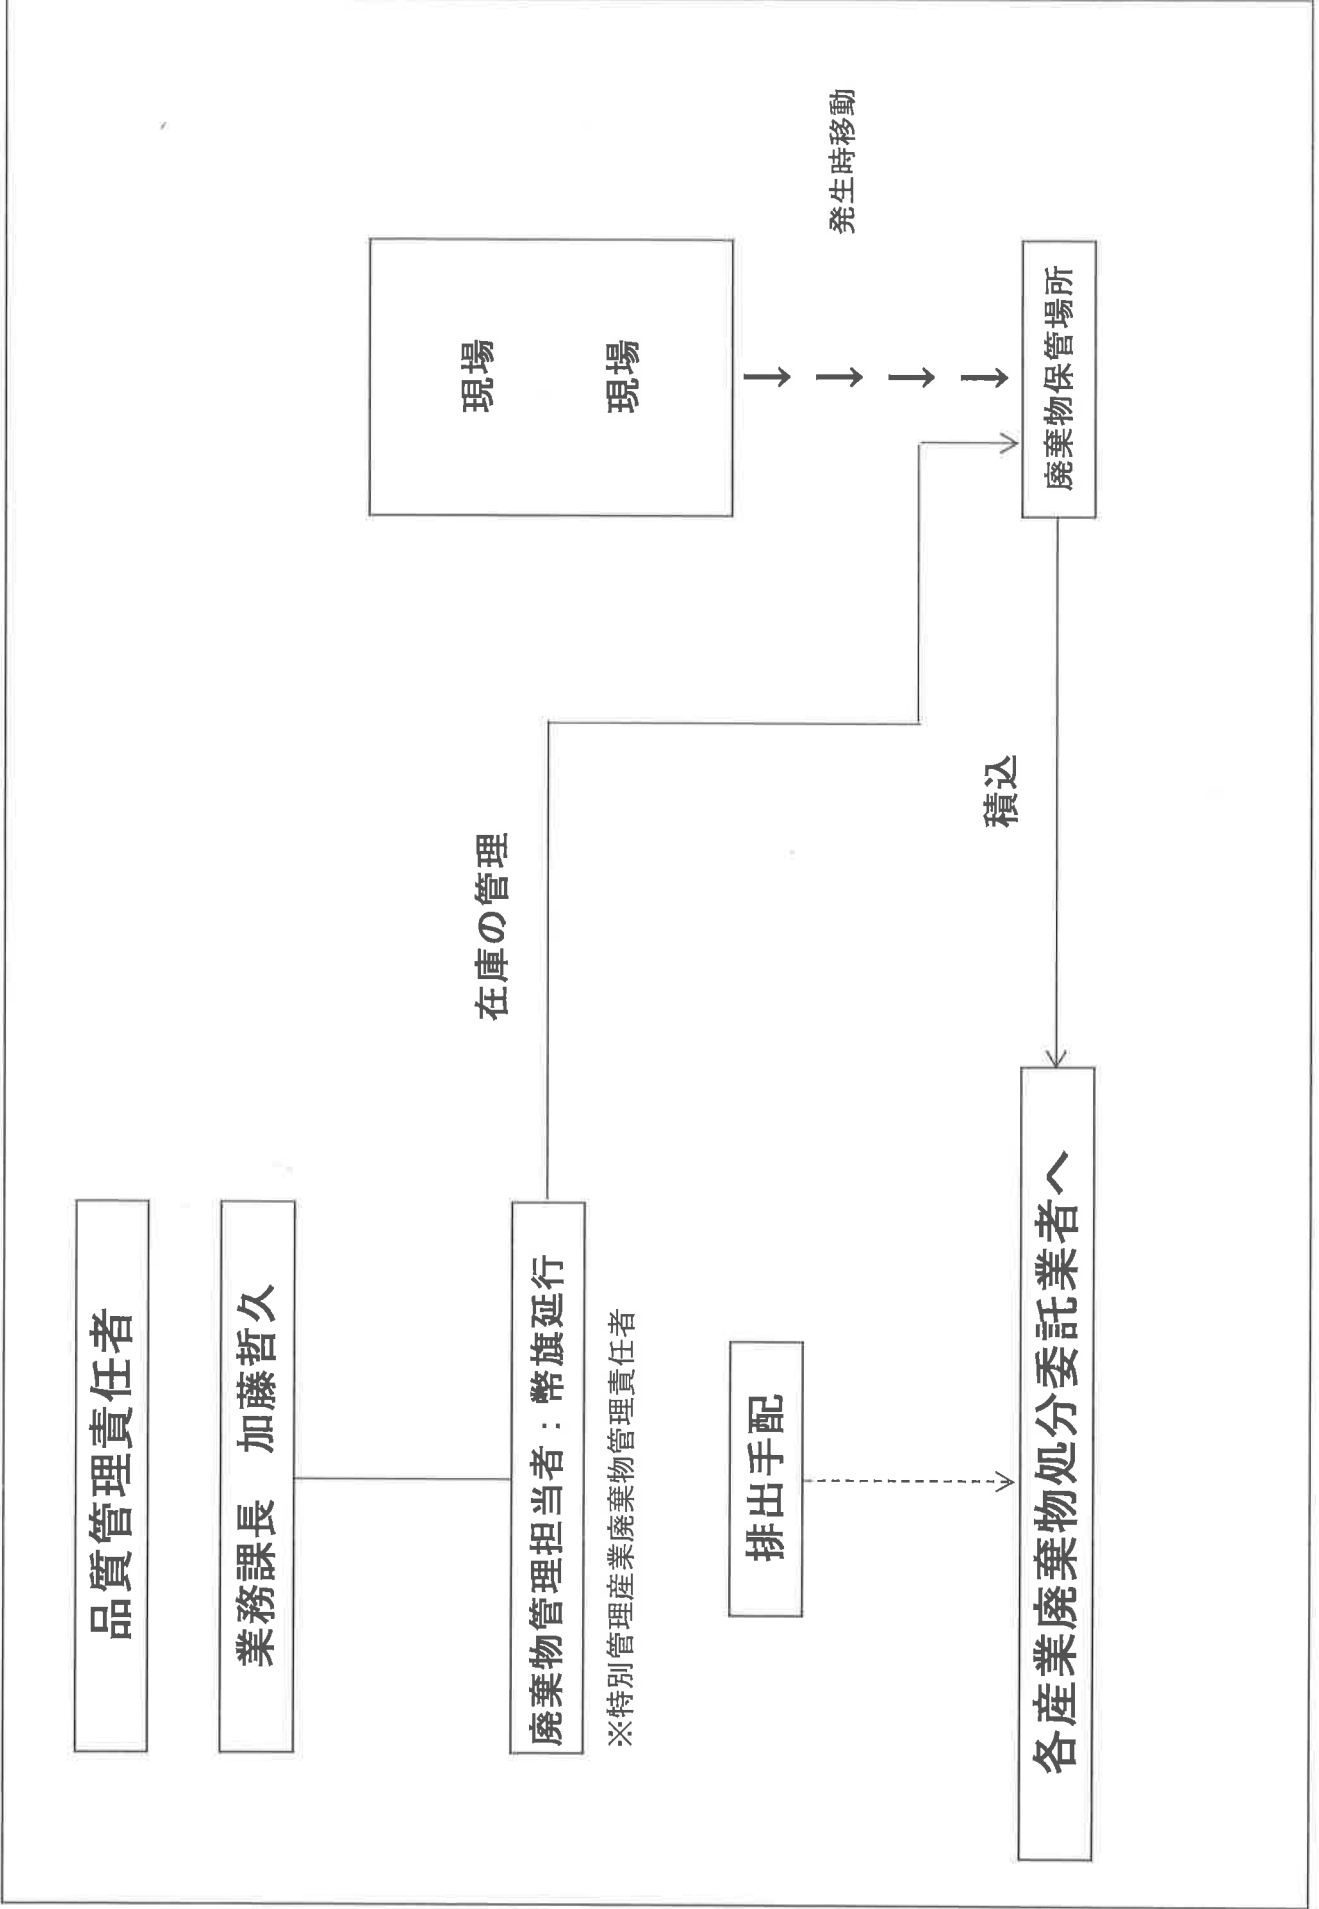 品質管理責任者
業務課長　加藤哲久
廃棄物管理担当者：幣旗延行
※特別管理産業廃棄物管理責任者
在庫の管理
現場
現場
発生時移動
排出手配
積込
廃棄物保管場所
各産業廃棄物処分委託業者へ